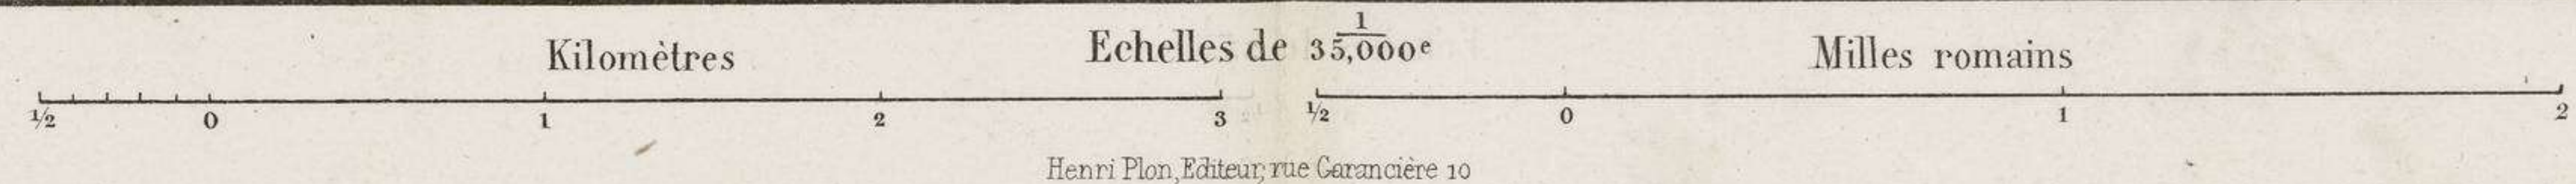 Kilomètres
½ 0 1 2 3
Echelles de 1/35,000e
Milles romains
½ 0 1 2
Henri Plon, Editeur, rue Garancière 10